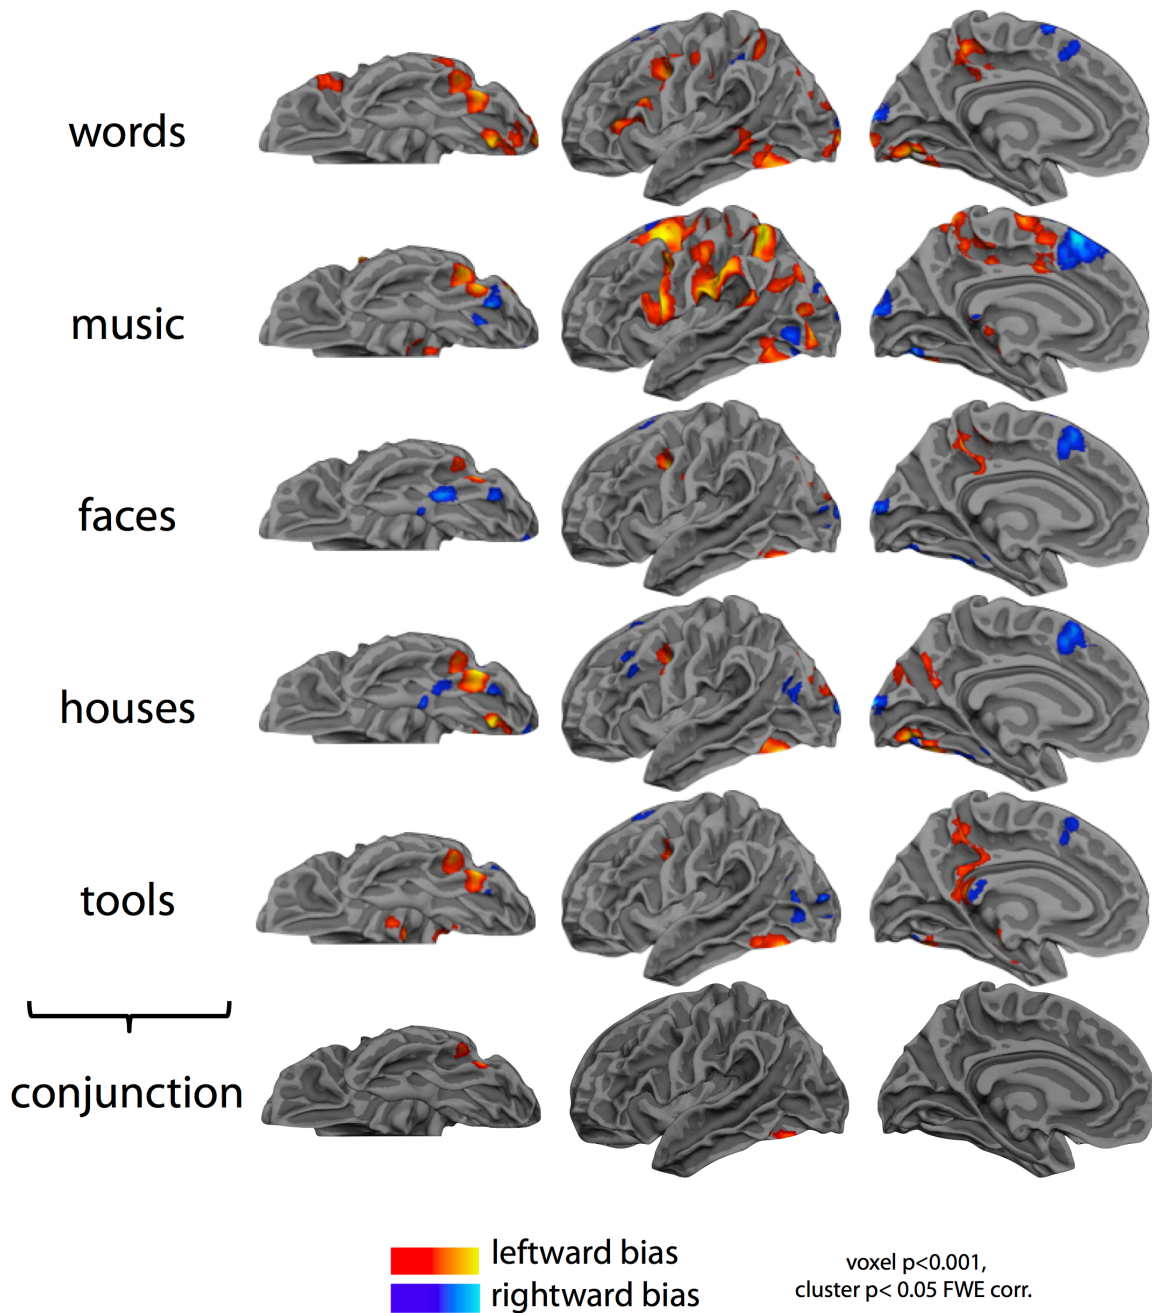 words
music
faces
houses
tools
conjunction
leftward bias
rightward bias
voxel p<0.001,
cluster p< 0.05 FWE corr.